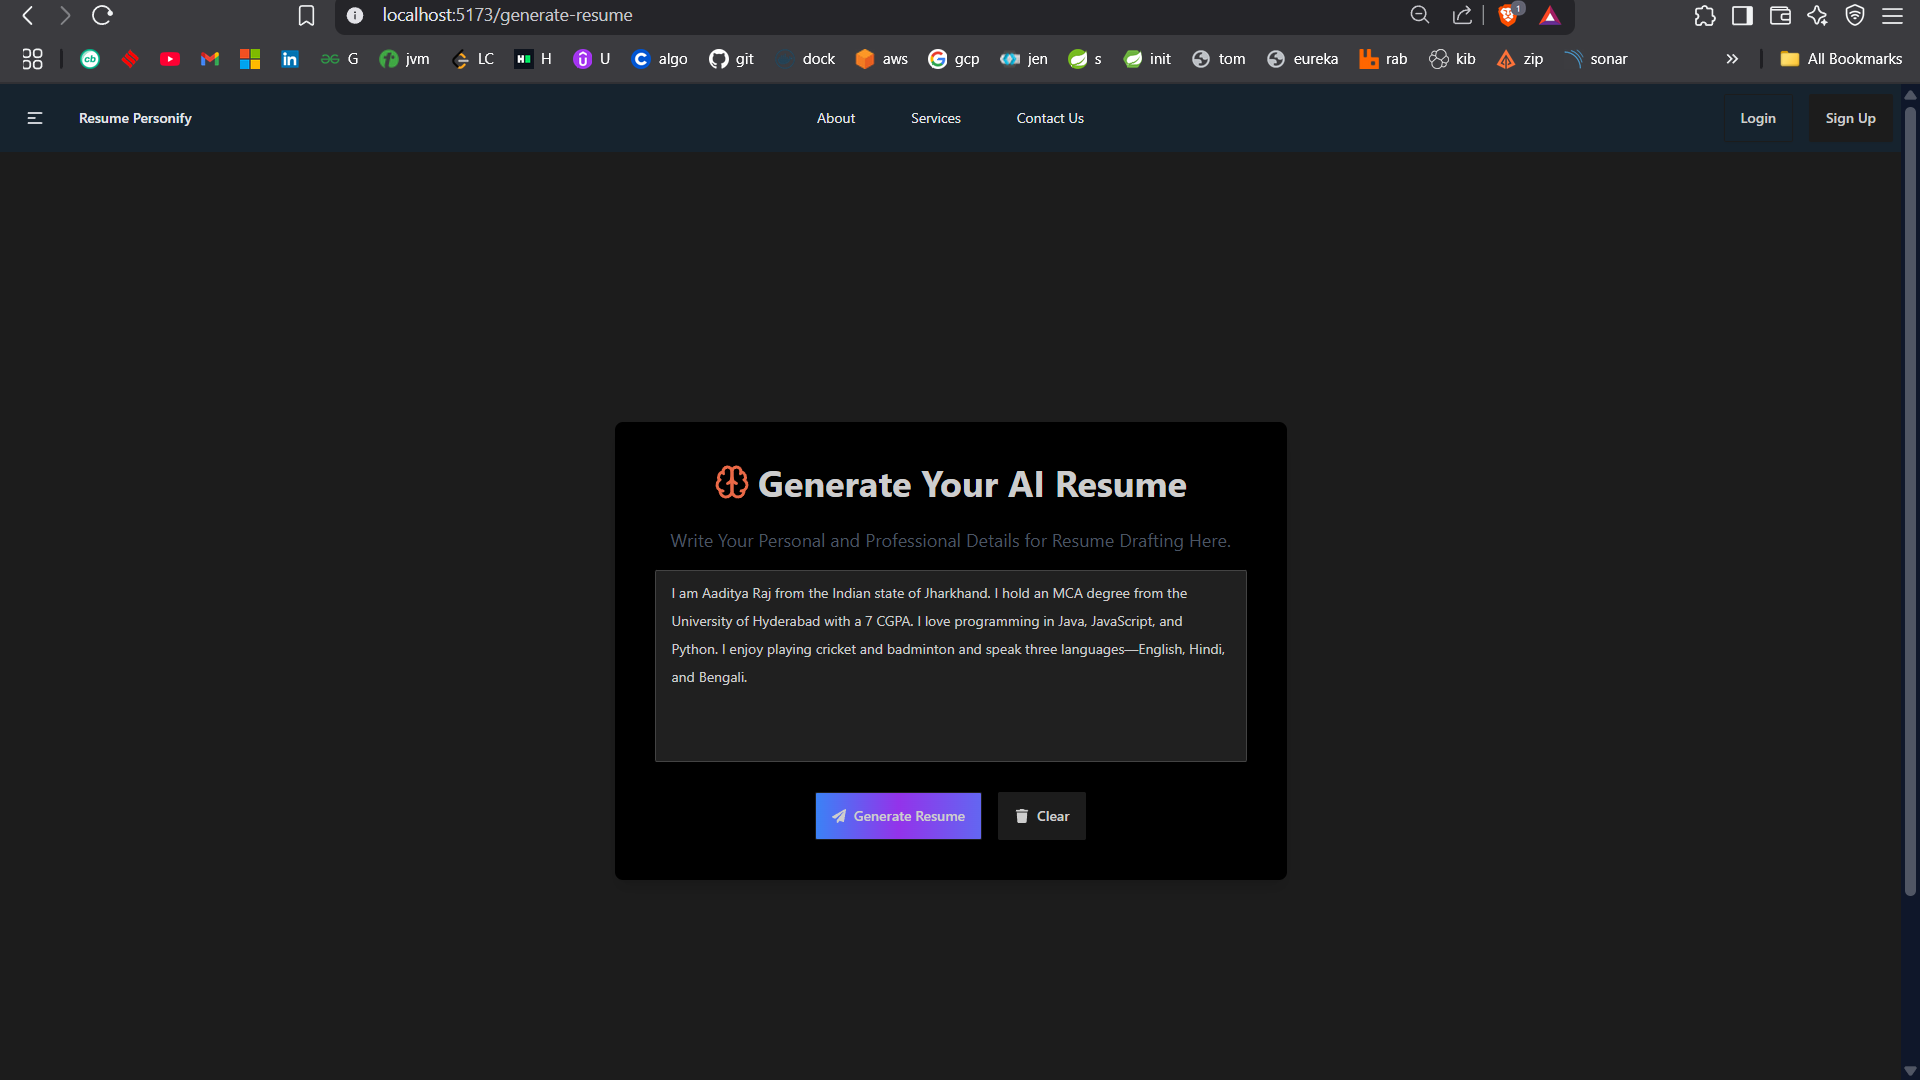 localhost:5173/generate-resume
1
cb
G
jvm
LC
H
U
algo
git
dock
aws
gcp
jen
s
init
tom
eureka
rab
kib
zip
sonar
All Bookmarks
Resume Personify
About
Services
Contact Us
Login
Sign Up
Generate Your AI Resume
Write Your Personal and Professional Details for Resume Drafting Here.
I am Aaditya Raj from the Indian state of Jharkhand. I hold an MCA degree from the
University of Hyderabad with a 7 CGPA. I love programming in Java, JavaScript, and
Python. I enjoy playing cricket and badminton and speak three languages—English, Hindi,
and Bengali.
Generate Resume
Clear